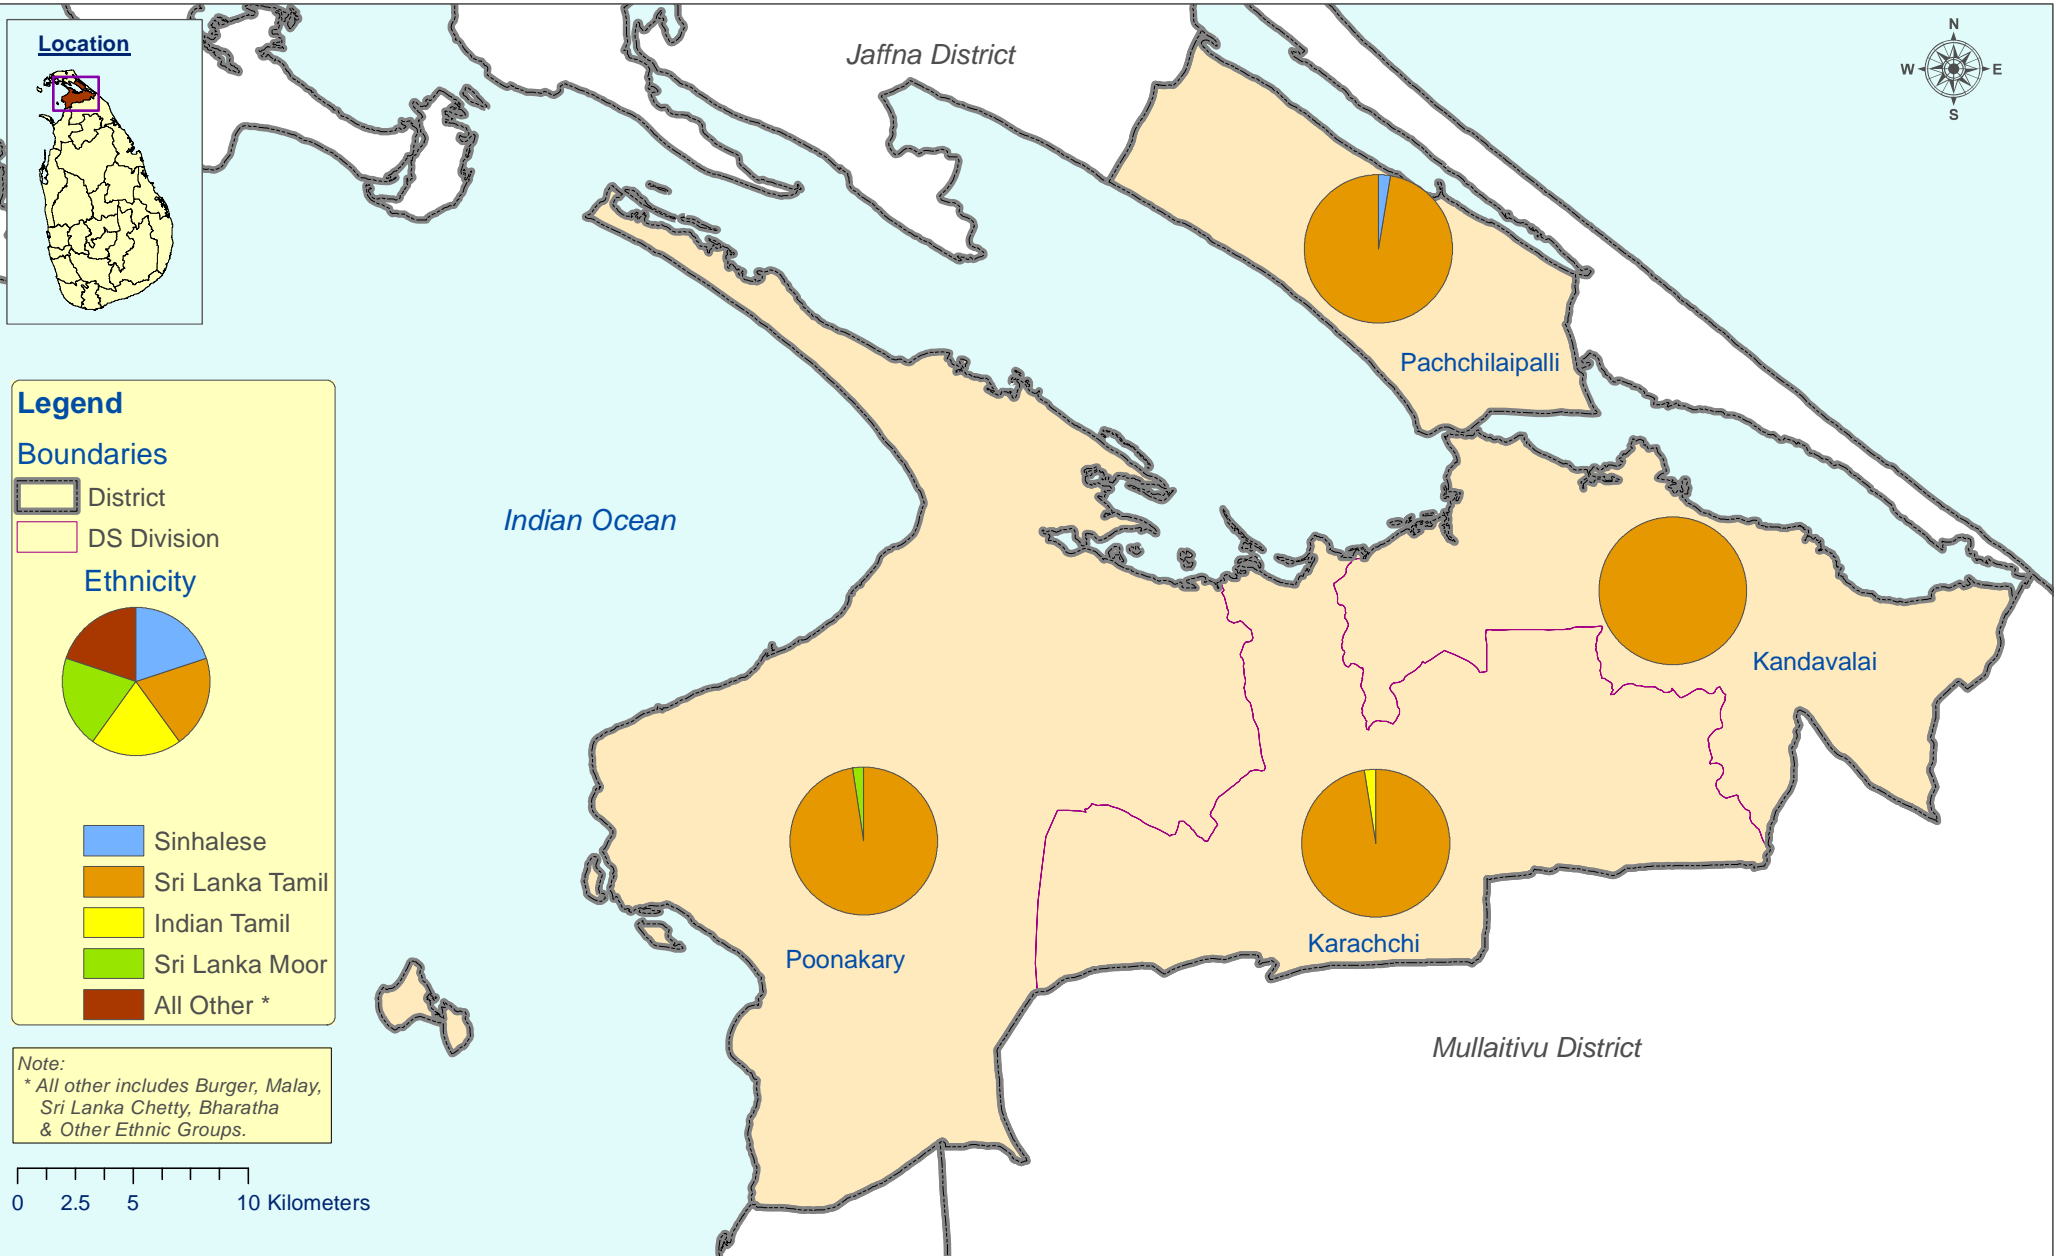 Location
Jaffna District
N
W
E
S
Pachchilaipalli
Legend
Boundaries
District
DS Division
Ethnicity
Sinhalese
Sri Lanka Tamil
Indian Tamil
Sri Lanka Moor
All Other *
Indian Ocean
Kandavalai
Poonakary
Karachchi
Mullaitivu District
Note:
* All other includes Burger, Malay,
Sri Lanka Chetty, Bharatha
& Other Ethnic Groups.
0 2.5 5 10 Kilometers